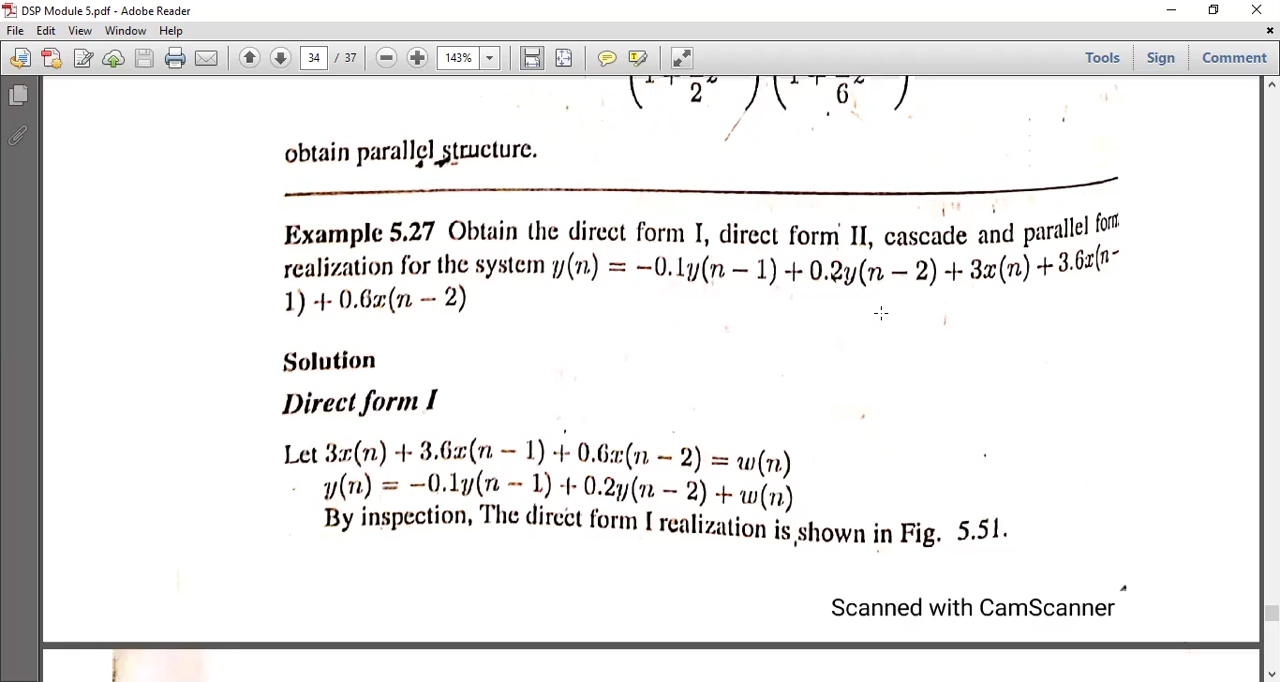 DSP Module 5.pdf - Adobe Reader
File Edit View Window Help
34 / 37 143% Tools Sign Comment
2 6
obtain parallel structure.
Example 5.27 Obtain the direct form I, direct form II, cascade and parallel form
realization for the system y(n) = −0.1y(n − 1) + 0.2y(n − 2) + 3x(n) + 3.6x(n −
1) + 0.6x(n − 2)
Solution
Direct form I
Let 3x(n) + 3.6x(n − 1) + 0.6x(n − 2) = w(n)
y(n) = −0.1y(n − 1) + 0.2y(n − 2) + w(n)
By inspection, The direct form I realization is shown in Fig. 5.51.
Scanned with CamScanner